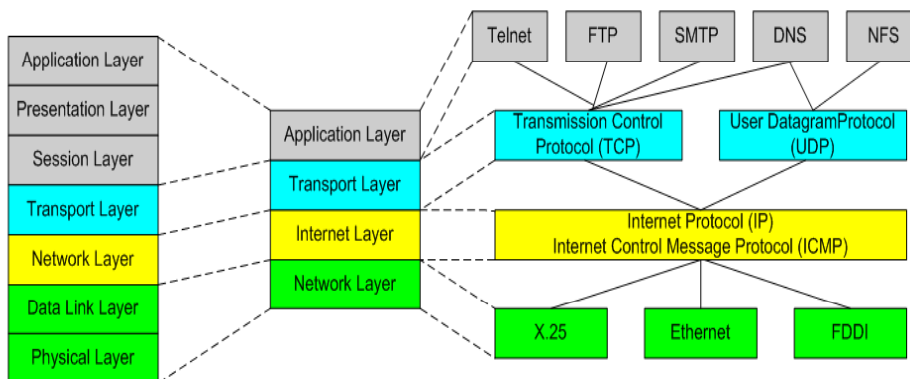 Application Layer
Presentation Layer
Session Layer
Transport Layer
Network Layer
Data Link Layer
Physical Layer
Application Layer
Transport Layer
Internet Layer
Network Layer
Telnet
FTP
SMTP
DNS
NFS
Transmission Control
Protocol (TCP)
User DatagramProtocol
(UDP)
Internet Protocol (IP)
Internet Control Message Protocol (ICMP)
X.25
Ethernet
FDDI